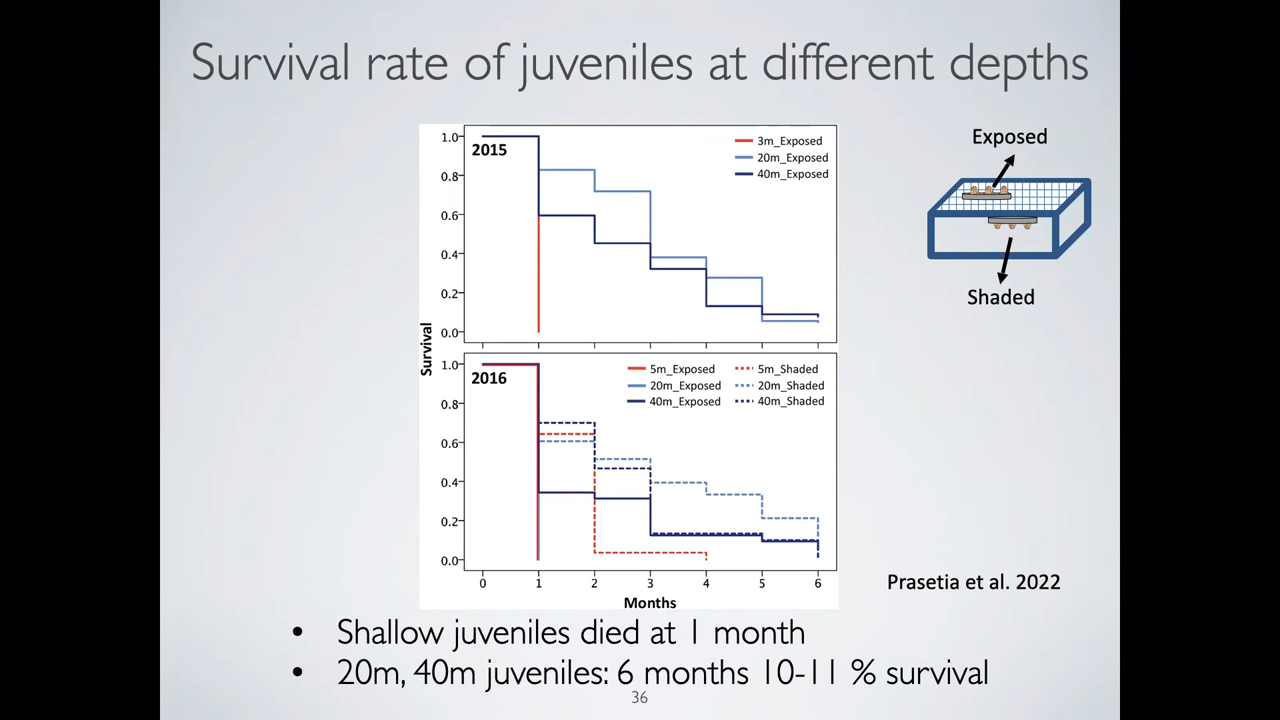 Survival rate of juveniles at different depths
Survival
1.0
0.8
0.6
0.4
0.2
0.0
2015
3m_Exposed
20m_Exposed
40m_Exposed
1.0
0.8
0.6
0.4
0.2
0.0
2016
5m_Exposed 5m_Shaded
20m_Exposed 20m_Shaded
40m_Exposed 40m_Shaded
0 1 2 3 4 5 6
Months
Exposed
Shaded
Prasetia et al. 2022
• Shallow juveniles died at 1 month
• 20m, 40m juveniles: 6 months 10-11 % survival
36